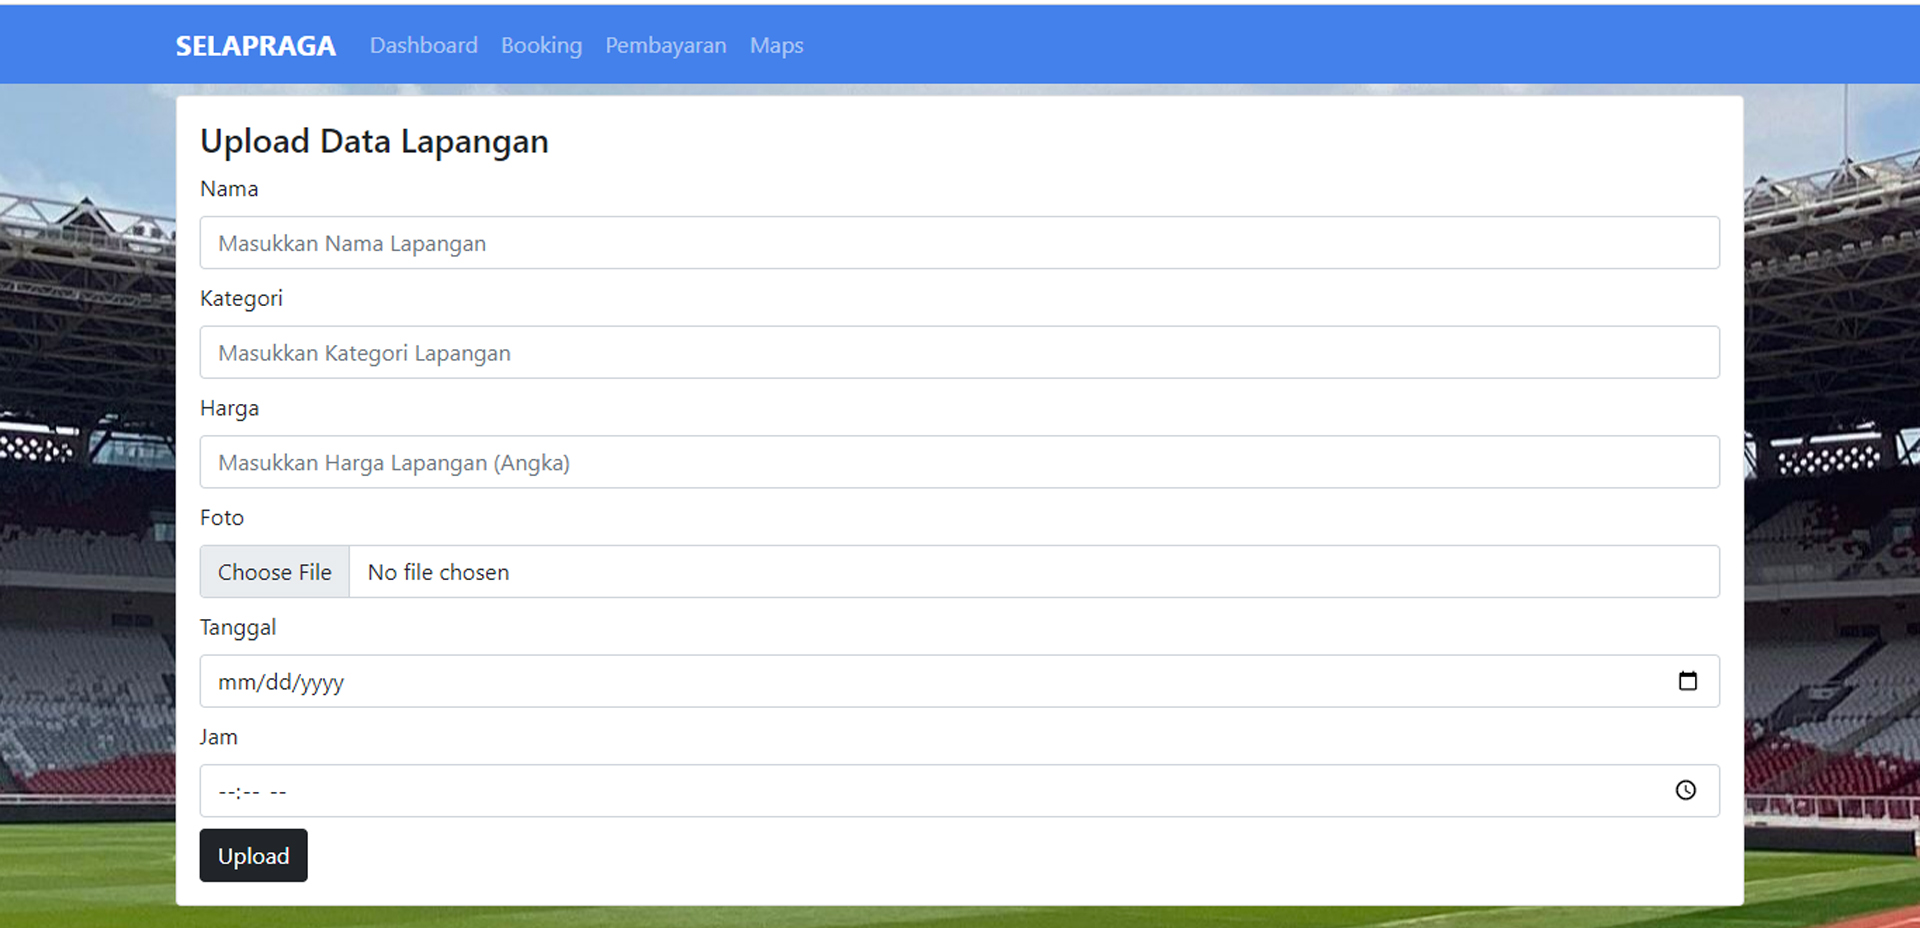 SELAPRAGA Dashboard Booking Pembayaran Maps
Upload Data Lapangan
Nama
Masukkan Nama Lapangan
Kategori
Masukkan Kategori Lapangan
Harga
Masukkan Harga Lapangan (Angka)
Foto
Choose File No file chosen
Tanggal
mm/dd/yyyy
Jam
--:-- --
Upload